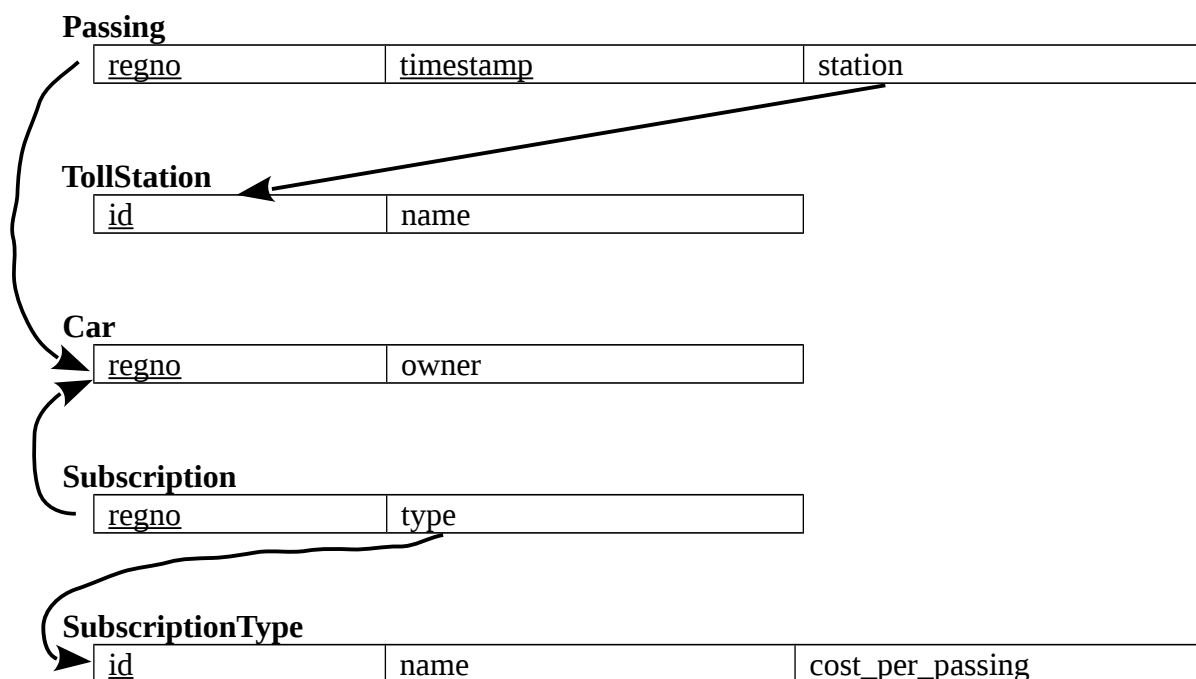 Passing
regno timestamp station
TollStation
id name
Car
regno owner
Subscription
regno type
SubscriptionType
id name cost_per_passing